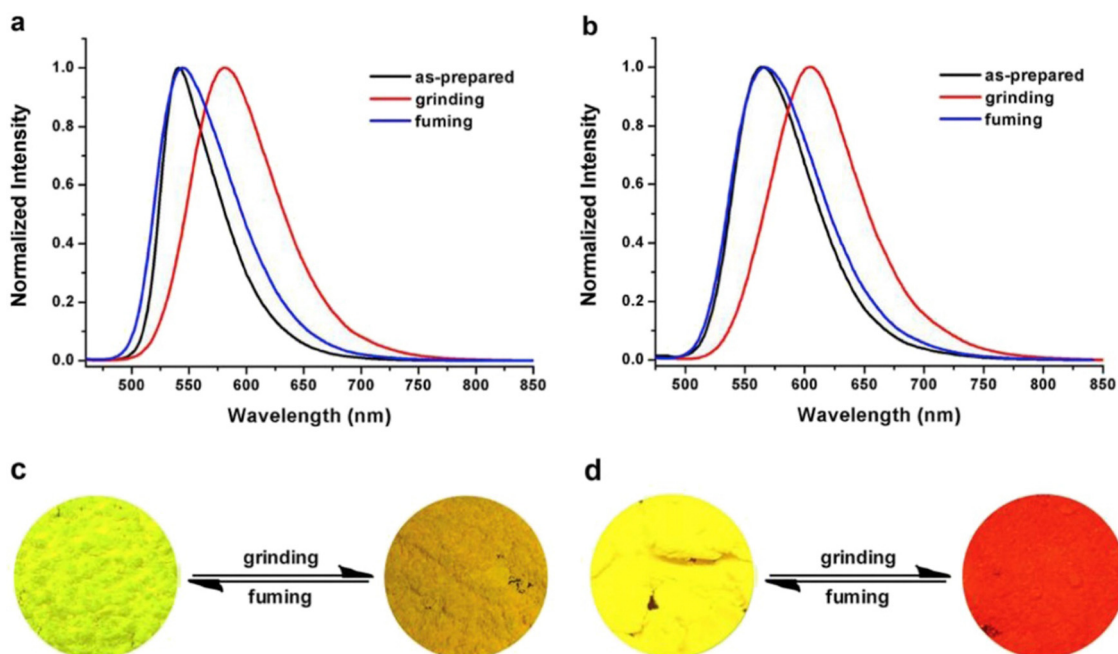 a
1.0
0.8
0.6
0.4
0.2
0.0
Normalized Intensity
as-prepared
grinding
fuming
500 550 600 650 700 750 800 850
Wavelength (nm)
b
1.0
0.8
0.6
0.4
0.2
0.0
Normalized Intensity
as-prepared
grinding
fuming
500 550 600 650 700 750 800 850
Wavelength (nm)
c
grinding
fuming
d
grinding
fuming